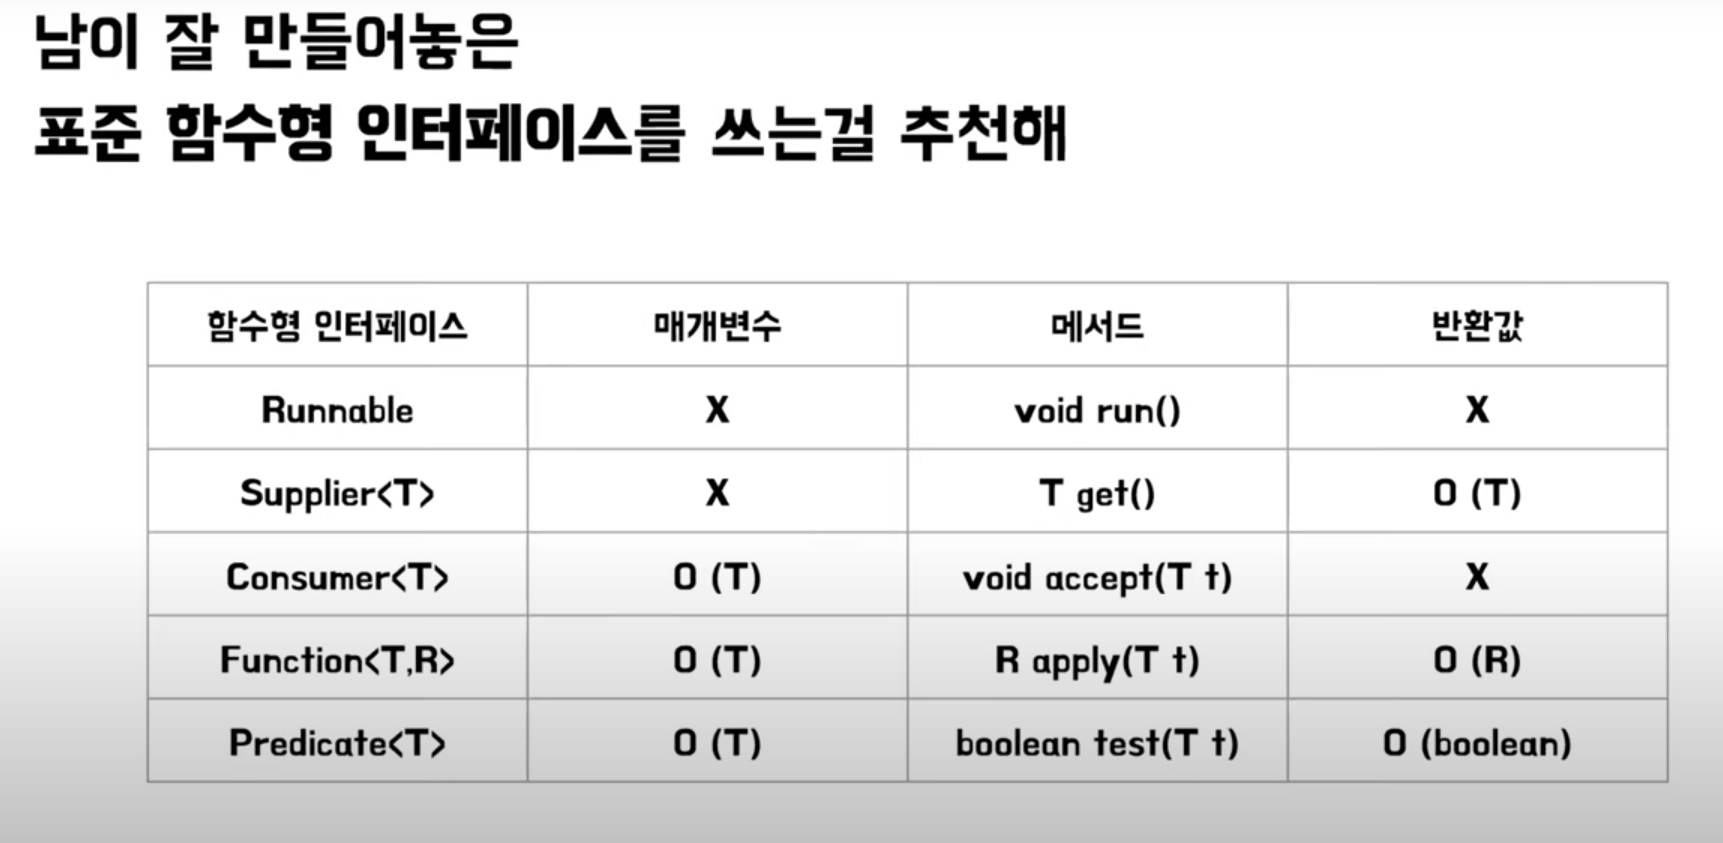 남이 잘 만들어놓은
표준 함수형 인터페이스를 쓰는걸 추천해
함수형 인터페이스 매개변수 메서드 반환값
Runnable X void run() X
Supplier<T> X T get() O (T)
Consumer<T> O (T) void accept(T t) X
Function<T,R> O (T) R apply(T t) O (R)
Predicate<T> O (T) boolean test(T t) O (boolean)